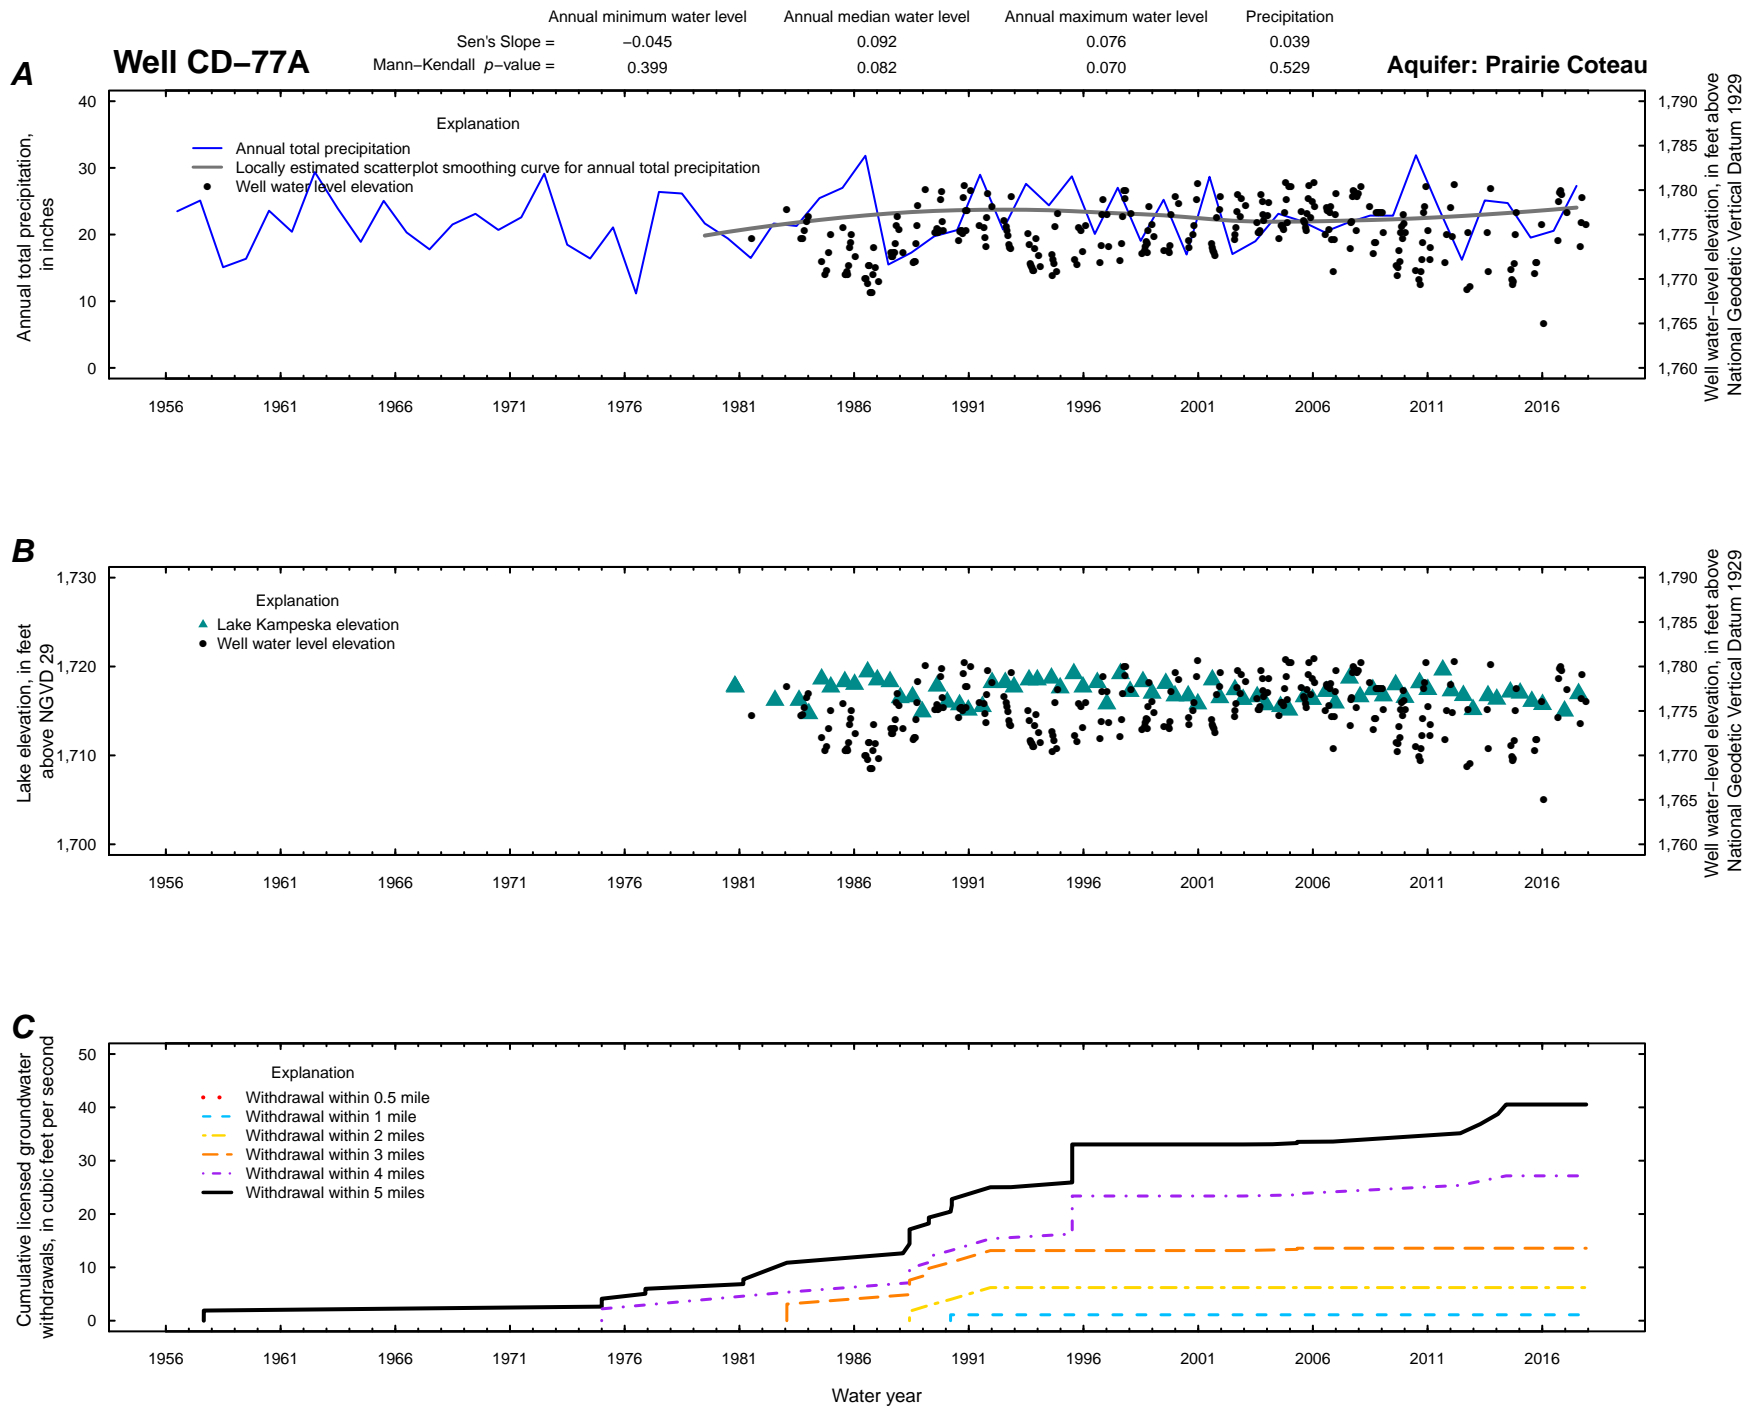 Annual minimum water level Annual median water level Annual maximum water level Precipitation
Sen's Slope = −0.045 0.092 0.076 0.039
Mann−Kendall p−value = 0.399 0.082 0.070 0.529
Well CD−77A
Aquifer: Prairie Coteau
A
Annual total precipitation,
in inches
40
30
20
10
0
Explanation
Annual total precipitation
Locally estimated scatterplot smoothing curve for annual total precipitation
Well water level elevation
1,790
1,785
1,780
1,775
1,770
1,765
1,760
Well water−level elevation, in feet above
National Geodetic Vertical Datum 1929
1956 1961 1966 1971 1976 1981 1986 1991 1996 2001 2006 2011 2016
B
Lake elevation, in feet
above NGVD 29
1,730
1,720
1,710
1,700
Explanation
Lake Kampeska elevation
Well water level elevation
1,790
1,785
1,780
1,775
1,770
1,765
1,760
Well water−level elevation, in feet above
National Geodetic Vertical Datum 1929
1956 1961 1966 1971 1976 1981 1986 1991 1996 2001 2006 2011 2016
C
Cumulative licensed groundwater
withdrawals, in cubic feet per second
50
40
30
20
10
0
Explanation
Withdrawal within 0.5 mile
Withdrawal within 1 mile
Withdrawal within 2 miles
Withdrawal within 3 miles
Withdrawal within 4 miles
Withdrawal within 5 miles
1956 1961 1966 1971 1976 1981 1986 1991 1996 2001 2006 2011 2016
Water year